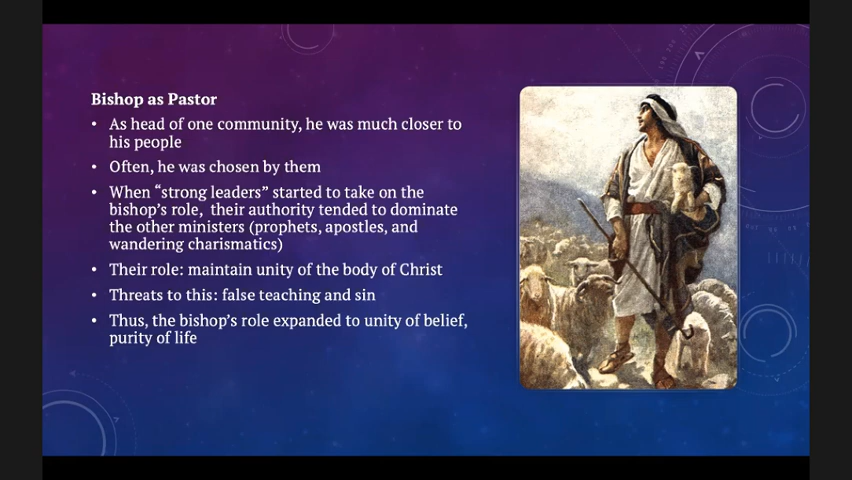 Bishop as Pastor
• As head of one community, he was much closer to
his people
• Often, he was chosen by them
• When “strong leaders” started to take on the
bishop’s role,  their authority tended to dominate
the other ministers (prophets, apostles, and
wandering charismatics)
• Their role: maintain unity of the body of Christ
• Threats to this: false teaching and sin
• Thus, the bishop’s role expanded to unity of belief,
purity of life